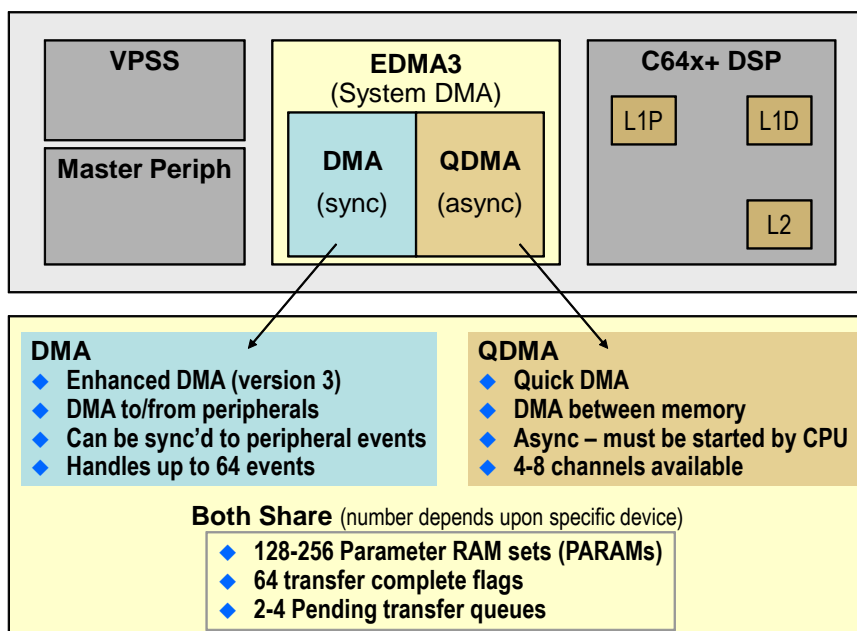 VPSS
Master Periph
EDMA3
(System DMA)
DMA
(sync)
QDMA
(async)
C64x+ DSP
L1P
L1D
L2
DMA
◆ Enhanced DMA (version 3)
◆ DMA to/from peripherals
◆ Can be sync’d to peripheral events
◆ Handles up to 64 events
QDMA
◆ Quick DMA
◆ DMA between memory
◆ Async – must be started by CPU
◆ 4-8 channels available
Both Share (number depends upon specific device)
◆ 128-256 Parameter RAM sets (PARAMs)
◆ 64 transfer complete flags
◆ 2-4 Pending transfer queues